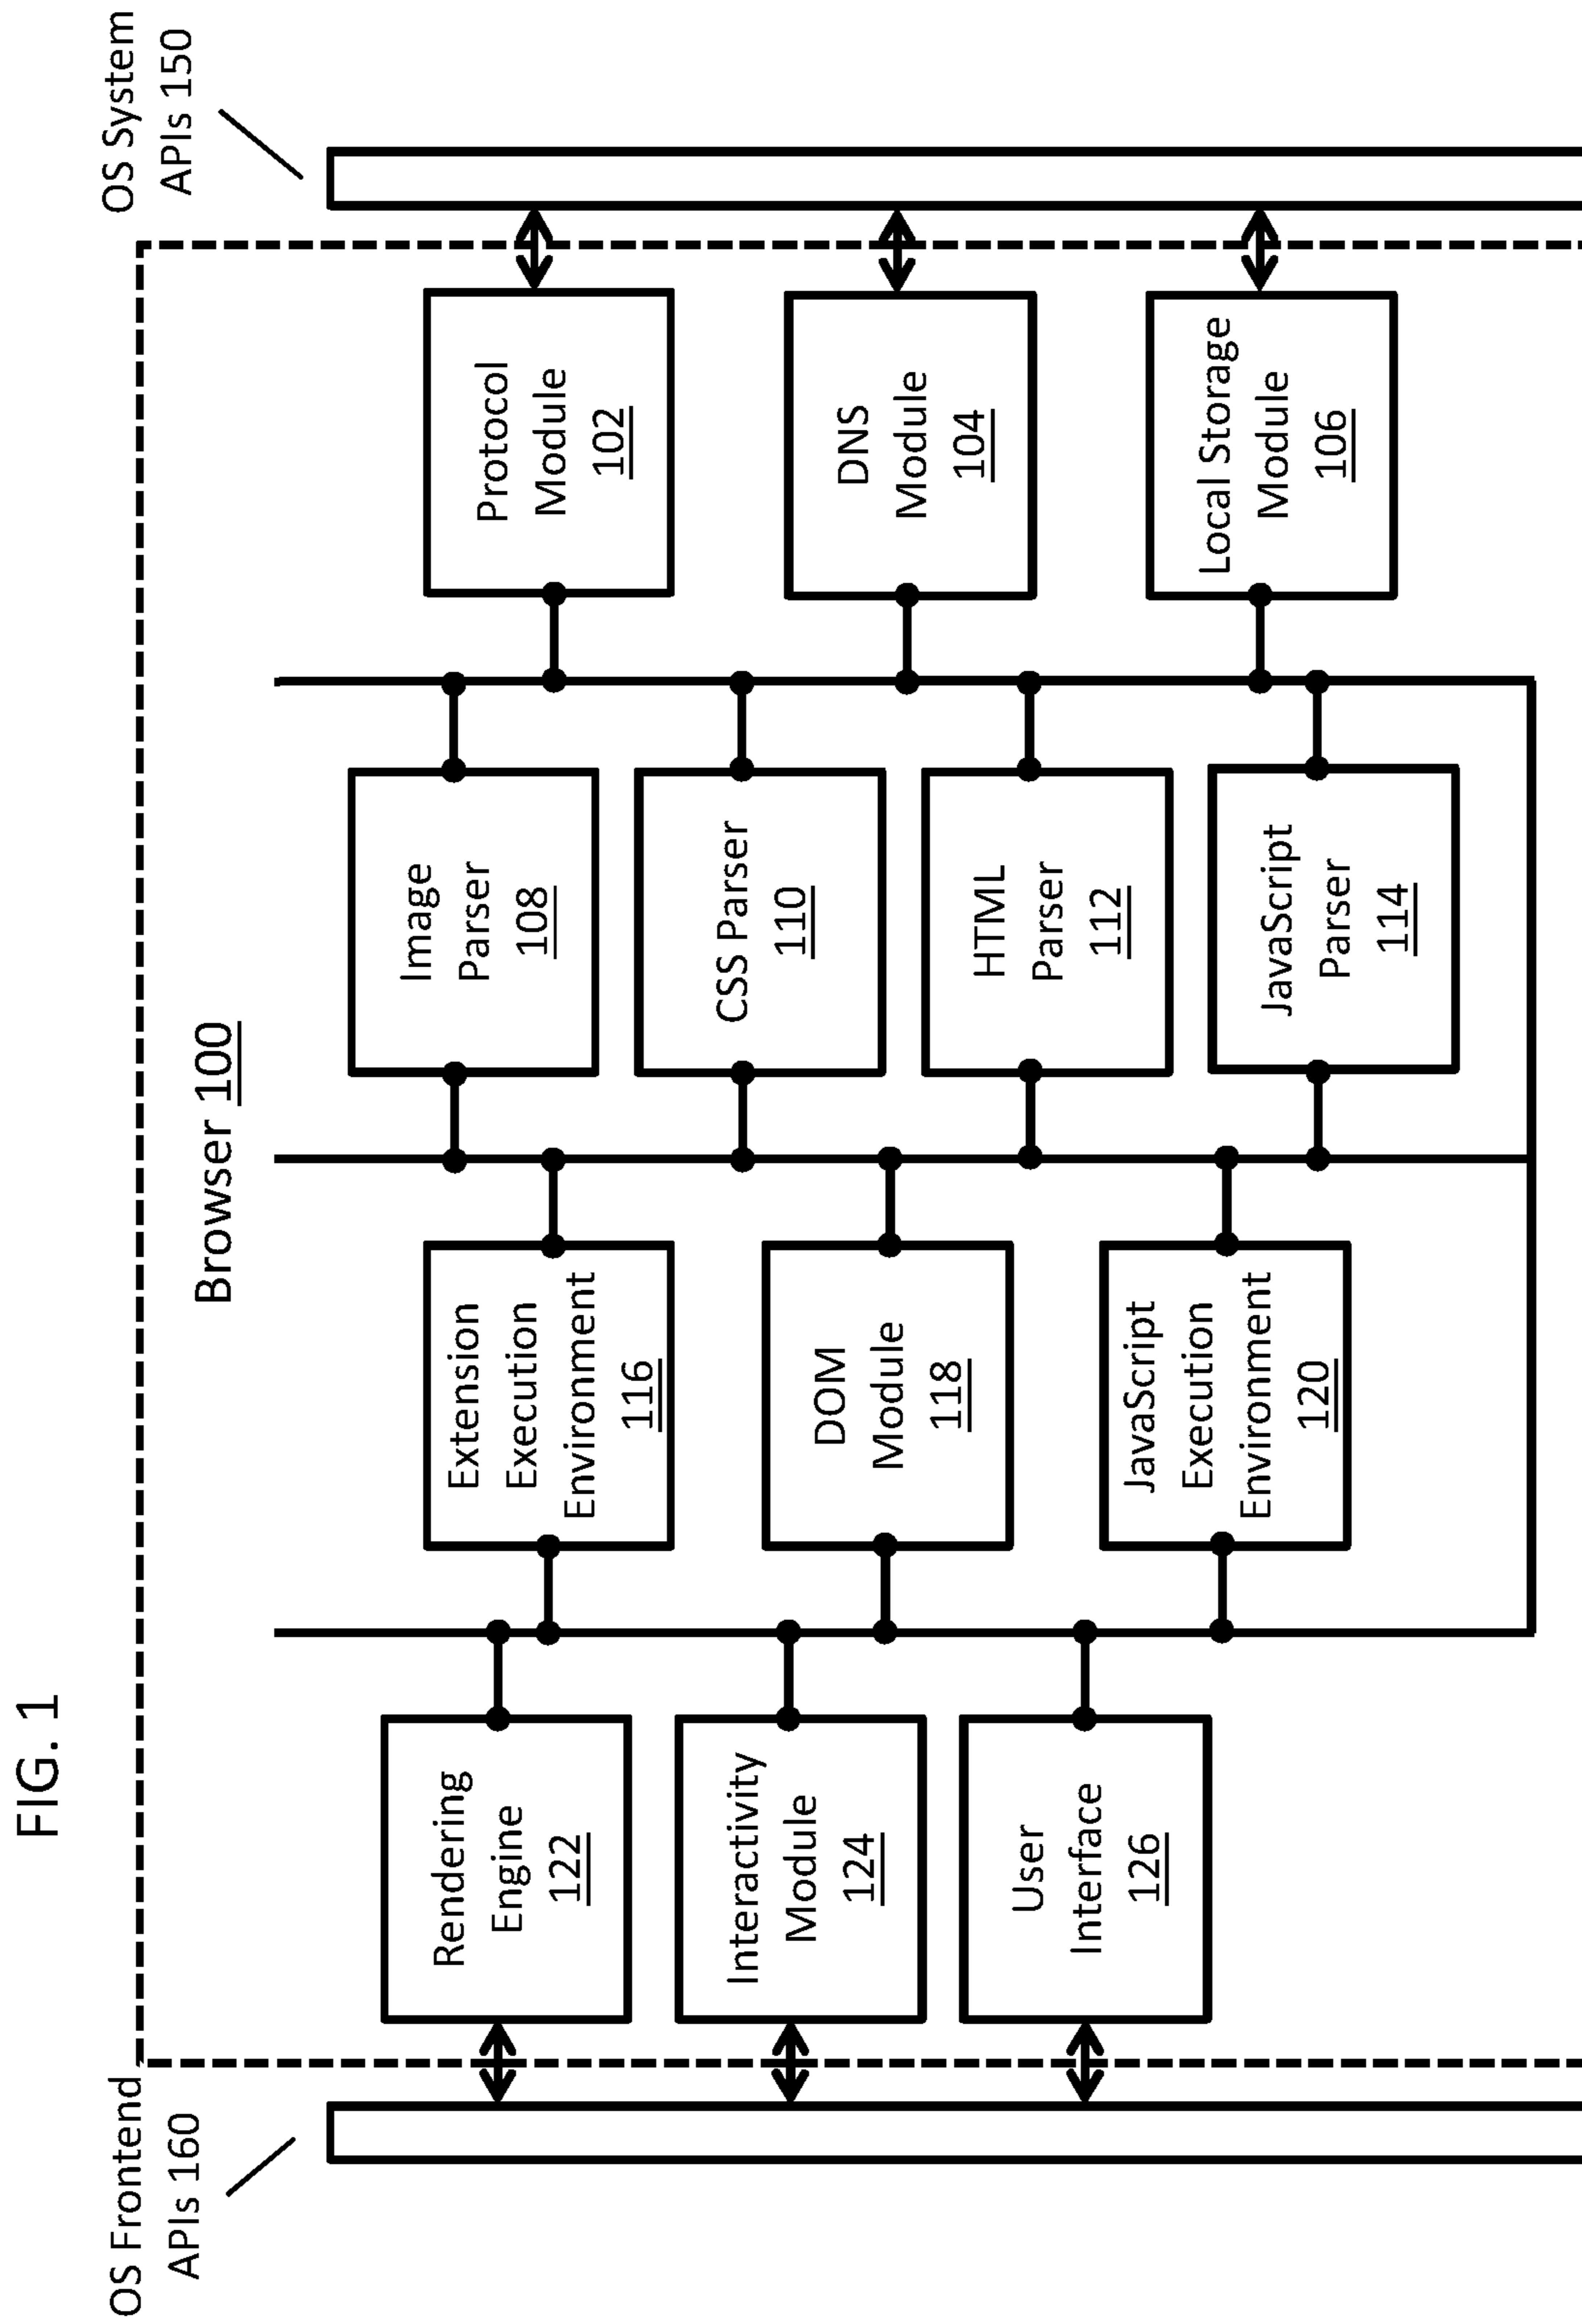 FIG. 1
OS Frontend
APIs 160
OS System
APIs 150
Browser 100
Rendering
Engine
122
Interactivity
Module
124
User
Interface
126
Extension
Execution
Environment
116
DOM
Module
118
JavaScript
Execution
Environment
120
Image
Parser
108
CSS Parser
110
HTML
Parser
112
JavaScript
Parser
114
Protocol
Module
102
DNS
Module
104
Local Storage
Module
106